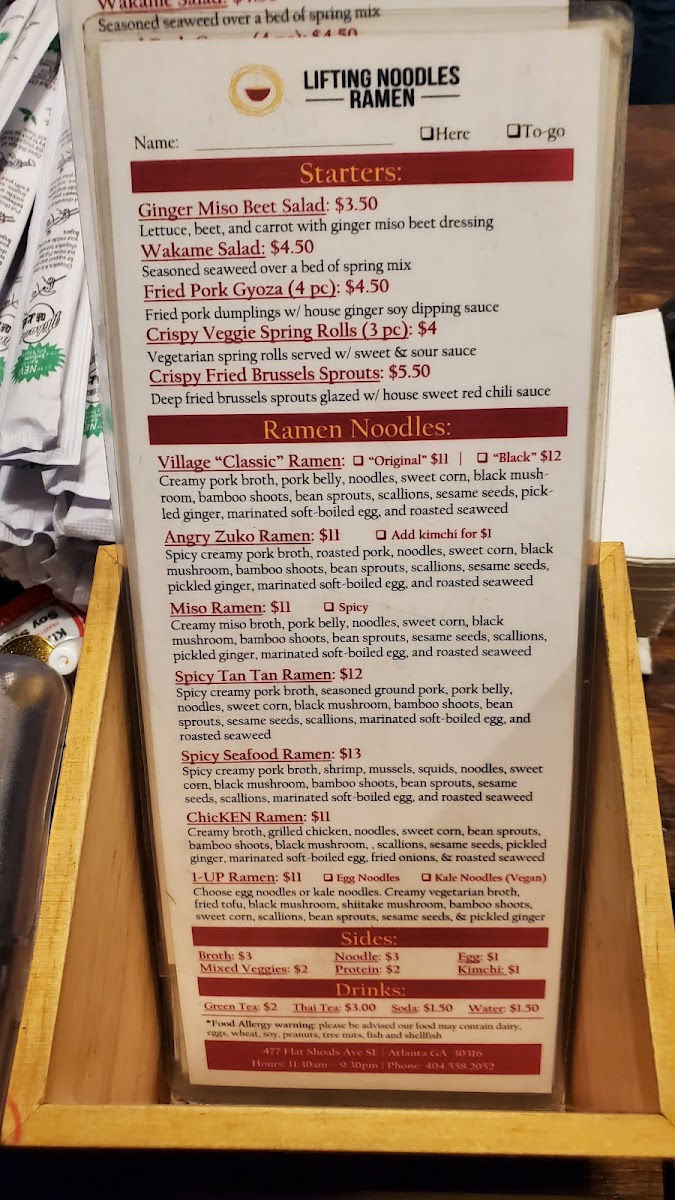 Seasoned seaweed over a bed of spring mix
LIFTING NOODLES
RAMEN
Name: ☐Here ☐To-go
Starters:
Ginger Miso Beet Salad: $3.50
Lettuce, beet, and carrot with ginger miso beet dressing
Wakame Salad: $4.50
Seasoned seaweed over a bed of spring mix
Fried Pork Gyoza (4 pc): $4.50
Fried pork dumplings w/ house ginger soy dipping sauce
Crispy Veggie Spring Rolls (3 pc): $4
Vegetarian spring rolls served w/ sweet & sour sauce
Crispy Fried Brussels Sprouts: $5.50
Deep fried brussels sprouts glazed w/ house sweet red chili sauce
Ramen Noodles:
Village “Classic” Ramen: ☐ “Original” $11 | ☐ “Black” $12
Creamy pork broth, pork belly, noodles, sweet corn, black mush-
room, bamboo shoots, bean sprouts, scallions, sesame seeds, pick-
led ginger, marinated soft-boiled egg, and roasted seaweed
Angry Zuko Ramen: $11 ☐ Add kimchi for $1
Spicy creamy pork broth, roasted pork, noodles, sweet corn, black
mushroom, bamboo shoots, bean sprouts, scallions, sesame seeds,
pickled ginger, marinated soft-boiled egg, and roasted seaweed
Miso Ramen: $11 ☐ Spicy
Creamy miso broth, pork belly, noodles, sweet corn, black
mushroom, bamboo shoots, bean sprouts, sesame seeds, scallions,
pickled ginger, marinated soft-boiled egg, and roasted seaweed
Spicy Tan Tan Ramen: $12
Spicy creamy pork broth, seasoned ground pork, pork belly,
noodles, sweet corn, black mushroom, bamboo shoots, bean
sprouts, sesame seeds, scallions, marinated soft-boiled egg, and
roasted seaweed
Spicy Seafood Ramen: $13
Spicy creamy pork broth, shrimp, mussels, squids, noodles, sweet
corn, black mushroom, bamboo shoots, bean sprouts, sesame
seeds, scallions, marinated soft-boiled egg, and roasted seaweed
ChicKEN Ramen: $11
Creamy broth, grilled chicken, noodles, sweet corn, bean sprouts,
bamboo shoots, black mushroom, , scallions, sesame seeds, pickled
ginger, marinated soft-boiled egg, fried onions, & roasted seaweed
1-UP Ramen: $11 ☐ Egg Noodles ☐ Kale Noodles (Vegan)
Choose egg noodles or kale noodles. Creamy vegetarian broth,
fried tofu, black mushroom, shiitake mushroom, bamboo shoots,
sweet corn, scallions, bean sprouts, sesame seeds, & pickled ginger
Sides:
Broth: $3 Noodle: $3 Egg: $1
Mixed Veggies: $2 Protein: $2 Kimchi: $1
Drinks:
Green Tea: $2 Thai Tea: $3.00 Soda: $1.50 Water: $1.50
*Food Allergy warning: please be advised our food may contain dairy,
eggs, wheat, soy, peanuts, tree nuts, fish and shellfish
477 Flat Shoals Ave SE | Atlanta GA 30316
Hours: 11:30am - 9:30pm | Phone: 404.558.2052